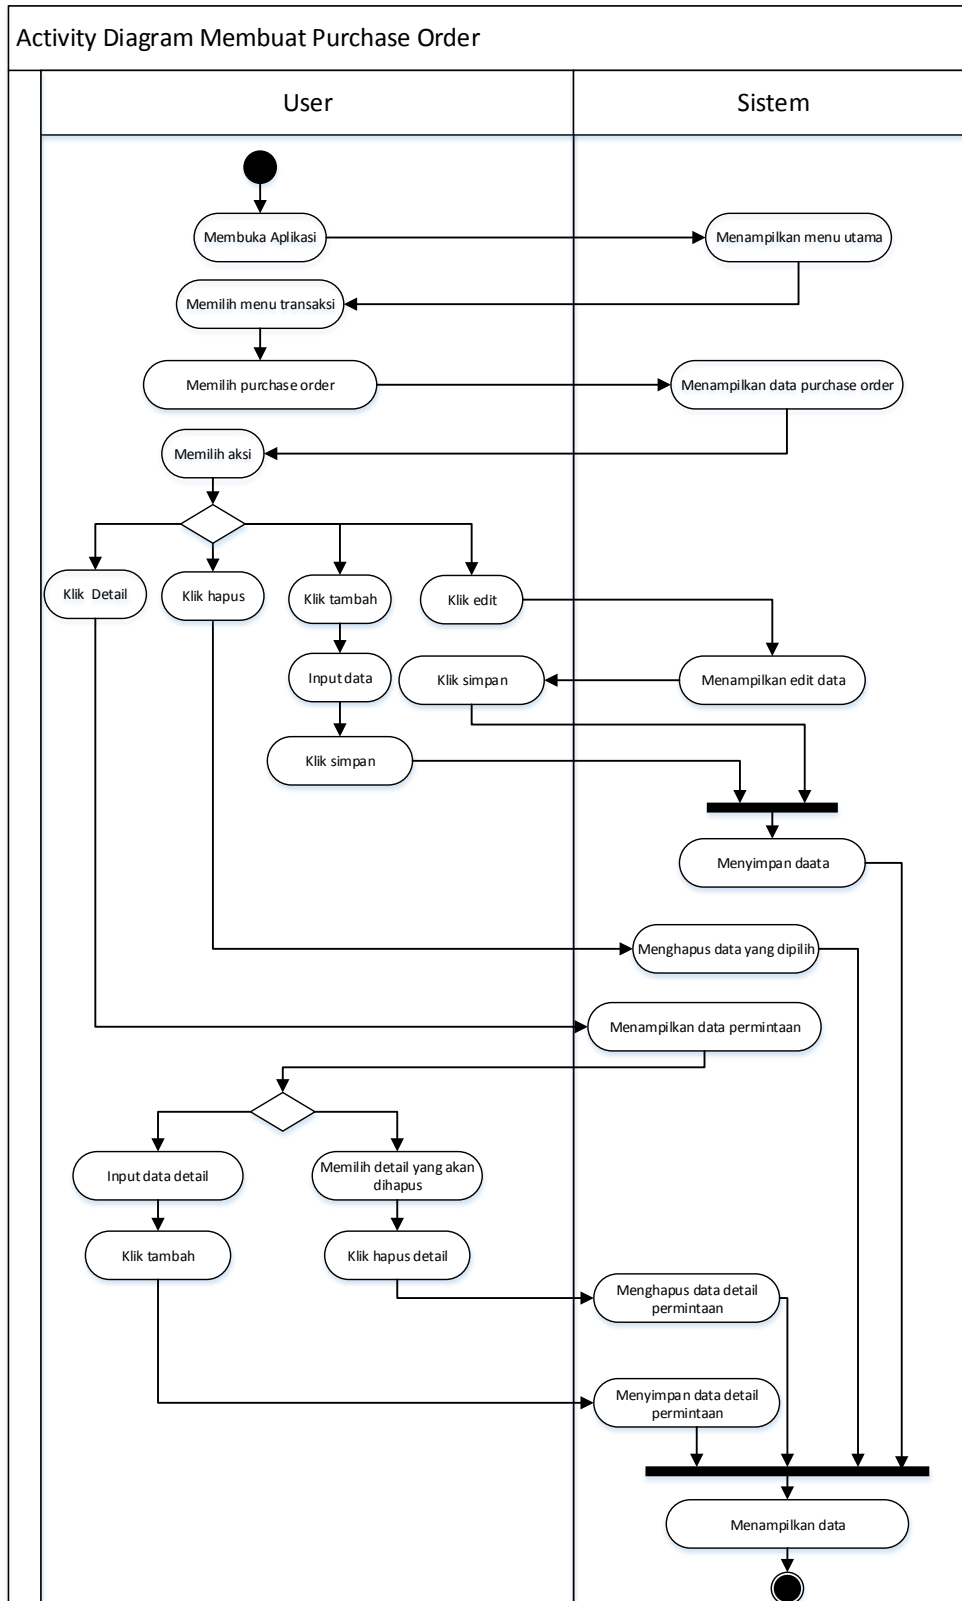 Activity Diagram Membuat Purchase Order
User
Sistem
Membuka Aplikasi
Menampilkan menu utama
Memilih menu transaksi
Memilih purchase order
Menampilkan data purchase order
Memilih aksi
Klik Detail
Klik hapus
Klik tambah
Klik edit
Input data
Klik simpan
Menampilkan edit data
Klik simpan
Menyimpan daata
Menghapus data yang dipilih
Menampilkan data permintaan
Input data detail
Memilih detail yang akan
dihapus
Klik tambah
Klik hapus detail
Menghapus data detail
permintaan
Menyimpan data detail
permintaan
Menampilkan data